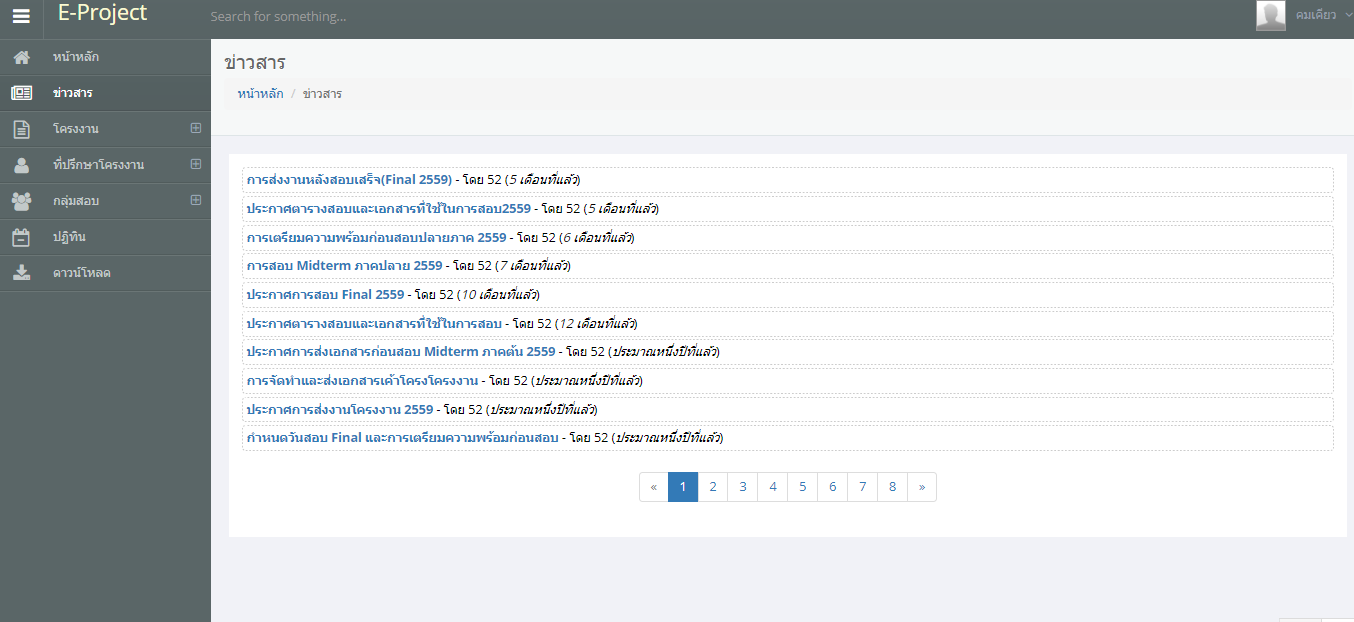 E-Project
Search for something...
คมเคียว
หน้าหลัก
ข่าวสาร
โครงงาน
ที่ปรึกษาโครงงาน
กลุ่มสอบ
ปฏิทิน
ดาวน์โหลด
ข่าวสาร
หน้าหลัก / ข่าวสาร
การส่งงานหลังสอบเสร็จ(Final 2559) - โดย 52 (5 เดือนที่แล้ว)
ประกาศตารางสอบและเอกสารที่ใช้ในการสอบ2559 - โดย 52 (5 เดือนที่แล้ว)
การเตรียมความพร้อมก่อนสอบปลายภาค 2559 - โดย 52 (6 เดือนที่แล้ว)
การสอบ Midterm ภาคปลาย 2559 - โดย 52 (7 เดือนที่แล้ว)
ประกาศการสอบ Final 2559 - โดย 52 (10 เดือนที่แล้ว)
ประกาศตารางสอบและเอกสารที่ใช้ในการสอบ - โดย 52 (12 เดือนที่แล้ว)
ประกาศการส่งเอกสารก่อนสอบ Midterm ภาคต้น 2559 - โดย 52 (ประมาณหนึ่งปีที่แล้ว)
การจัดทำและส่งเอกสารเค้าโครงโครงงาน - โดย 52 (ประมาณหนึ่งปีที่แล้ว)
ประกาศการส่งงานโครงงาน 2559 - โดย 52 (ประมาณหนึ่งปีที่แล้ว)
กำหนดวันสอบ Final และการเตรียมความพร้อมก่อนสอบ - โดย 52 (ประมาณหนึ่งปีที่แล้ว)
« 1 2 3 4 5 6 7 8 »